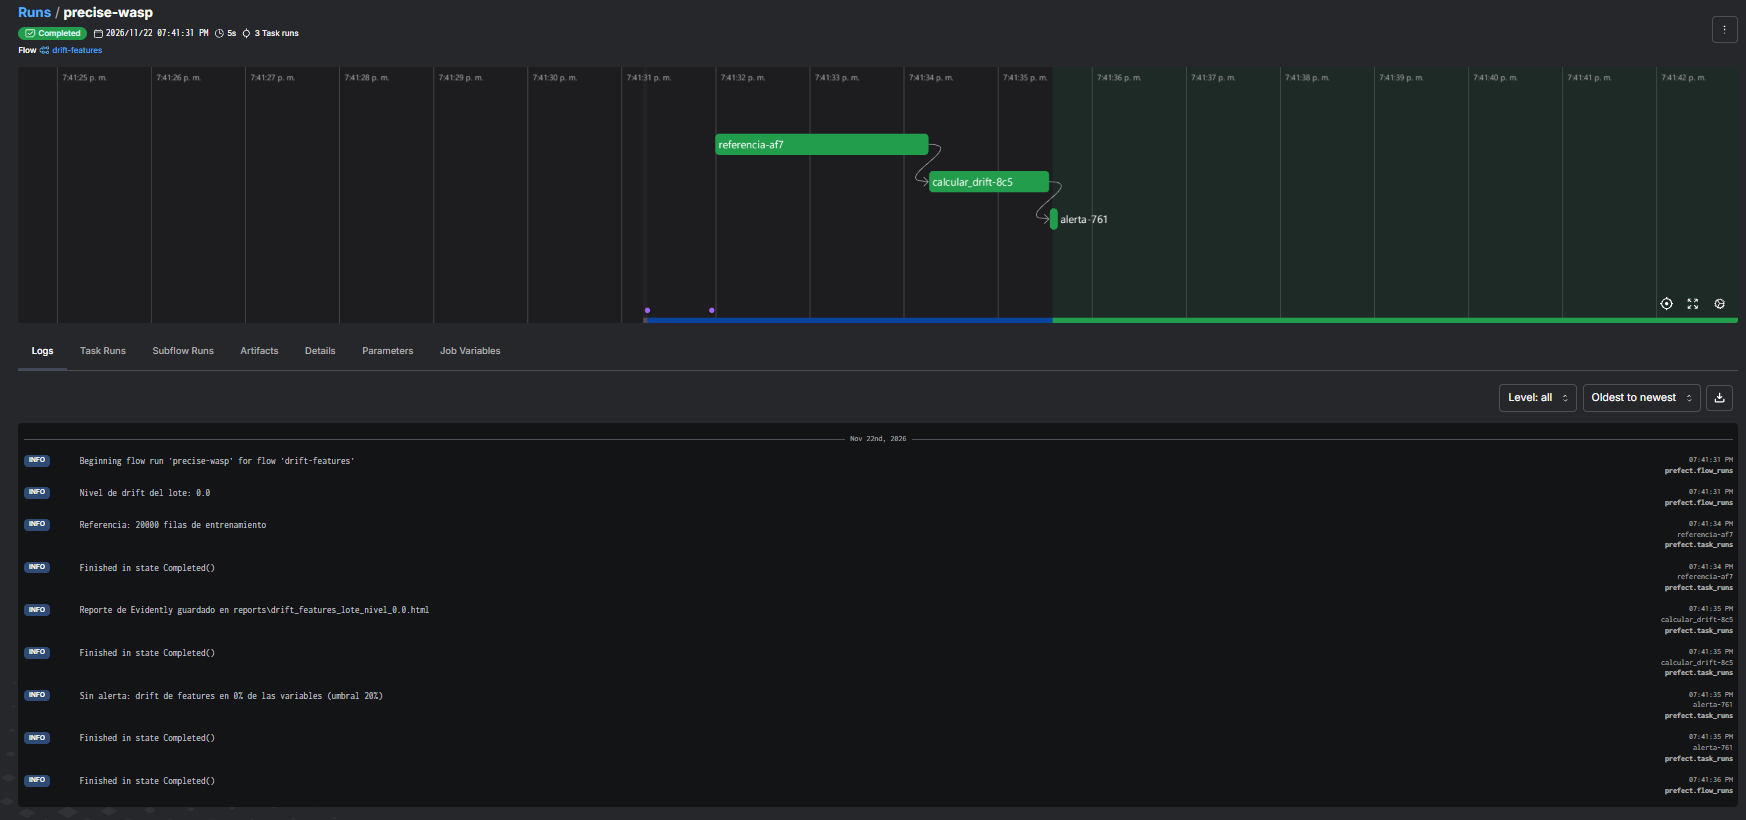 Runs / precise-wasp
Completed 2026/11/22 07:41:31 PM 5s 3 Task runs
Flow drift-features
7:41:25 p. m. 7:41:26 p. m. 7:41:27 p. m. 7:41:28 p. m. 7:41:29 p. m. 7:41:30 p. m. 7:41:31 p. m. 7:41:32 p. m. 7:41:33 p. m. 7:41:34 p. m. 7:41:35 p. m. 7:41:36 p. m. 7:41:37 p. m. 7:41:38 p. m. 7:41:39 p. m. 7:41:40 p. m. 7:41:41 p. m. 7:41:42 p. m.
referencia-af7
calcular_drift-8c5
alerta-761
Logs Task Runs Subflow Runs Artifacts Details Parameters Job Variables
Level: all Oldest to newest
Nov 22nd, 2026
INFO Beginning flow run 'precise-wasp' for flow 'drift-features' 07:41:31 PM
prefect.flow_runs
INFO Nivel de drift del lote: 0.0 07:41:31 PM
prefect.flow_runs
INFO Referencia: 20000 filas de entrenamiento 07:41:34 PM
referencia-af7
prefect.task_runs
INFO Finished in state Completed() 07:41:34 PM
referencia-af7
prefect.task_runs
INFO Reporte de Evidently guardado en reports\drift_features_lote_nivel_0.0.html 07:41:35 PM
calcular_drift-8c5
prefect.task_runs
INFO Finished in state Completed() 07:41:35 PM
calcular_drift-8c5
prefect.task_runs
INFO Sin alerta: drift de features en 0% de las variables (umbral 20%) 07:41:35 PM
alerta-761
prefect.task_runs
INFO Finished in state Completed() 07:41:35 PM
alerta-761
prefect.task_runs
INFO Finished in state Completed() 07:41:36 PM
prefect.flow_runs